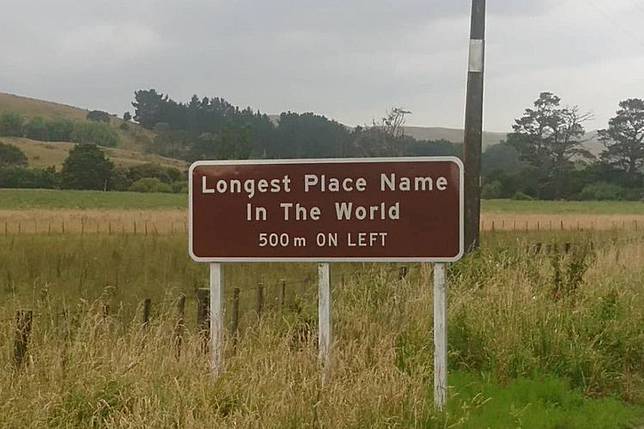 Longest Place Name
In The World
500m ON LEFT